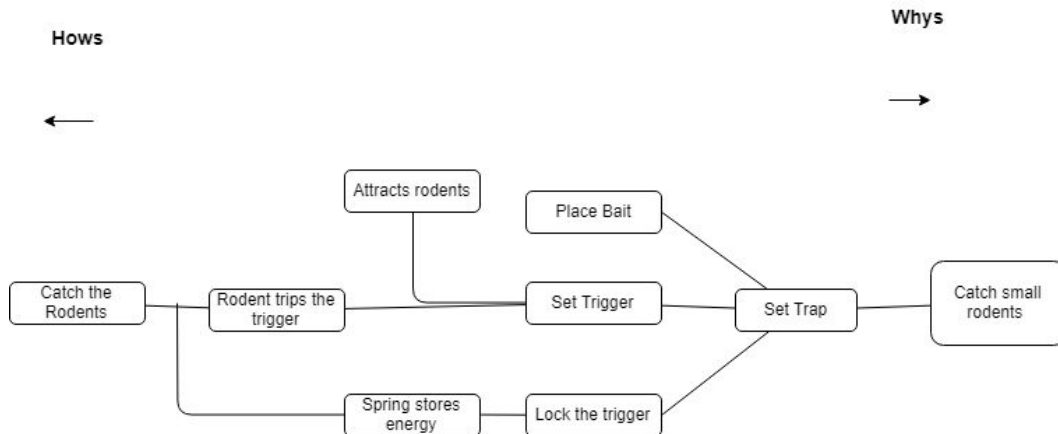 Whys
Hows
Attracts rodents
Place Bait
Catch the
Rodents
Rodent trips the
trigger
Set Trigger
Set Trap
Catch small
rodents
Spring stores
energy
Lock the trigger